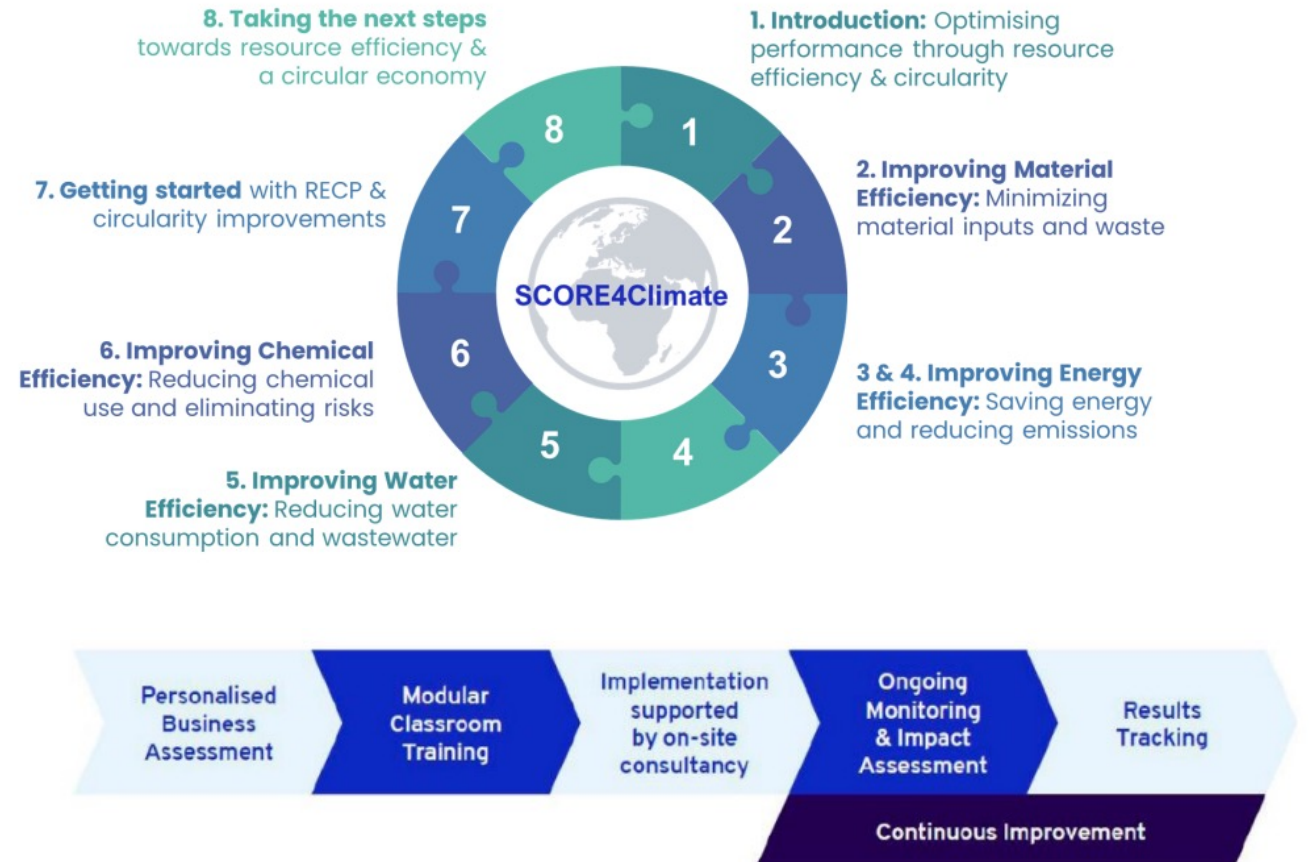 8. Taking the next steps
towards resource efficiency &
a circular economy
1. Introduction: Optimising
performance through resource
efficiency & circularity
7. Getting started with RECP &
circularity improvements
2. Improving Material
Efficiency: Minimizing
material inputs and waste
6. Improving Chemical
Efficiency: Reducing chemical
use and eliminating risks
3 & 4. Improving Energy
Efficiency: Saving energy
and reducing emissions
5. Improving Water
Efficiency: Reducing water
consumption and wastewater
8
1
7
2
SCORE4Climate
6
3
5
4
Personalised
Business
Assessment
Modular
Classroom
Training
Implementation
supported
by on-site
consultancy
Ongoing
Monitoring
& Impact
Assessment
Results
Tracking
Continuous Improvement